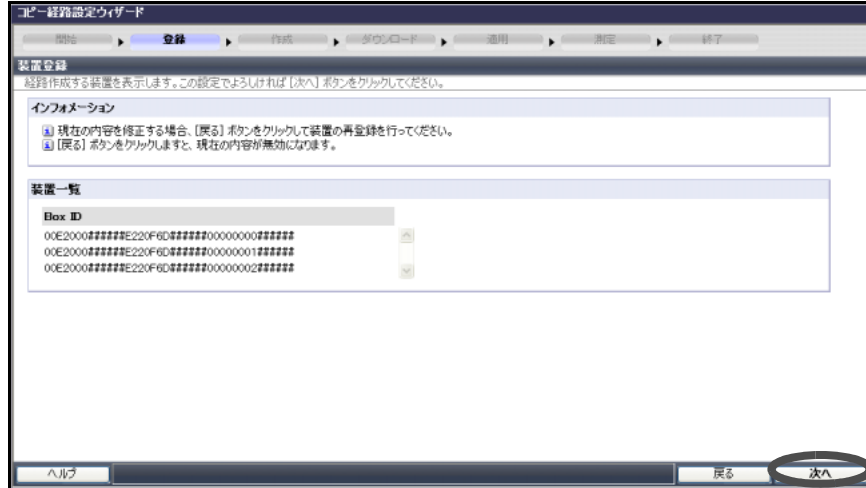 コピー経路設定ウィザード
開始 登録 作成 ダウンロード 適用 測定 終了
装置登録
経路作成する装置を表示します。この設定でよろしければ [次へ] ボタンをクリックしてください。
インフォメーション
現在の内容を修正する場合、[戻る] ボタンをクリックして装置の再登録を行ってください。
[戻る] ボタンをクリックしますと、現在の内容が無効になります。
装置一覧
Box ID
00E2000######E220F6D######00000000######
00E2000######E220F6D######00000001######
00E2000######E220F6D######00000002######
ヘルプ 戻る 次へ